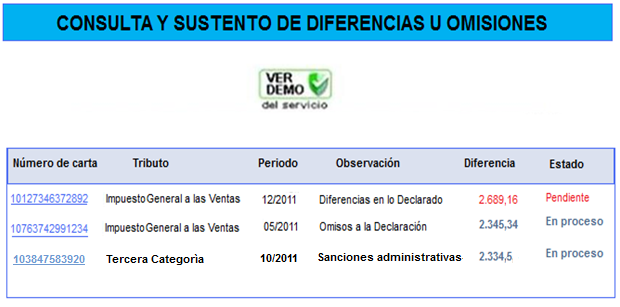 CONSULTA Y SUSTENTO DE DIFERENCIAS U OMISIONES
VER
DEMO
del servicio
Número de carta Tributo Periodo Observación Diferencia Estado
10127346372892 Impuesto General a las Ventas 12/2011 Diferencias en lo Declarado 2.689,16 Pendiente
10763742991234 Impuesto General a las Ventas 05/2011 Omisos a la Declaración 2.345,34 En proceso
103847583920 Tercera Categorìa 10/2011 Sanciones administrativas 2.334,5 En proceso